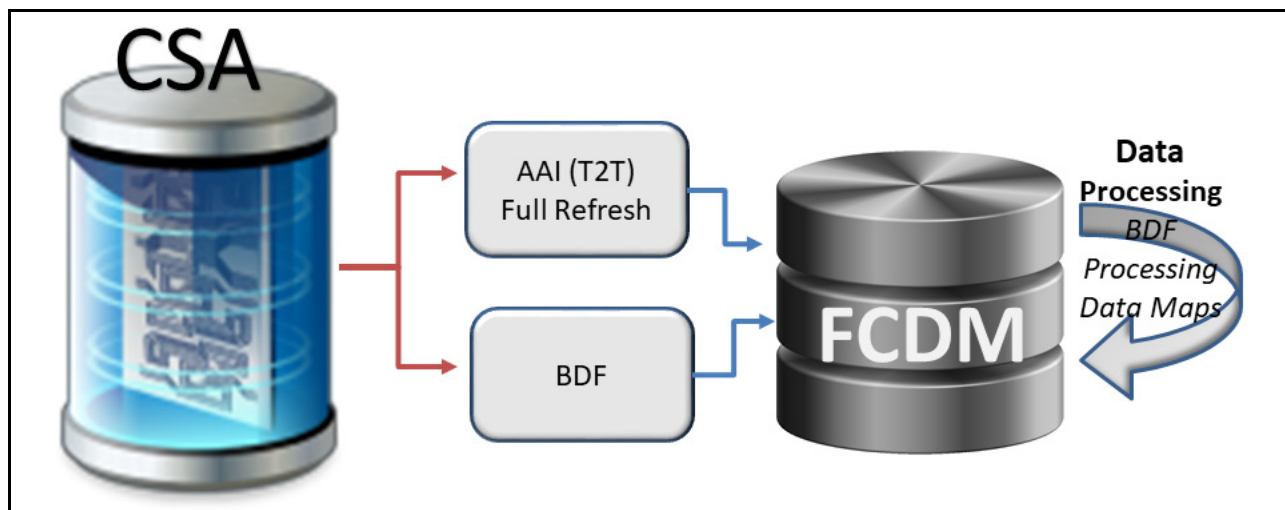 CSA
AAI (T2T)
Full Refresh
BDF
FCDM
Data
Processing
BDF
Processing
Data Maps